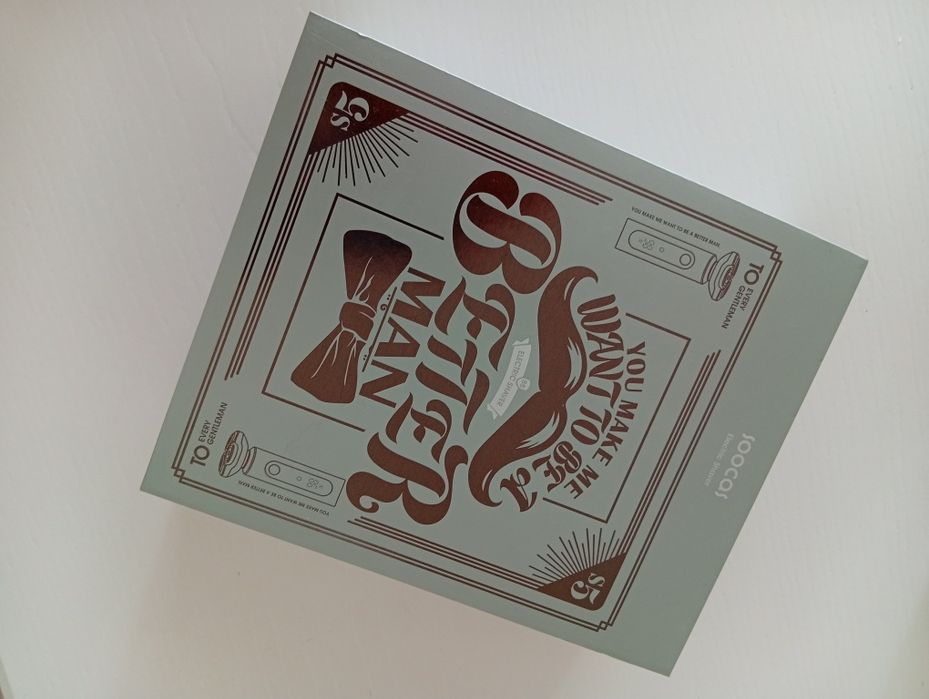 SOOCAS
Electric Shaver
S5
TO EVERY
GENTLEMAN
YOU MAKE ME WANT TO BE A BETTER MAN
YOU MAKE ME
WANT TO BE A
ELECTRIC SHAVER
S5
BETTER
MAN
YOU MAKE ME WANT TO BE A BETTER MAN
TO EVERY
GENTLEMAN
S5